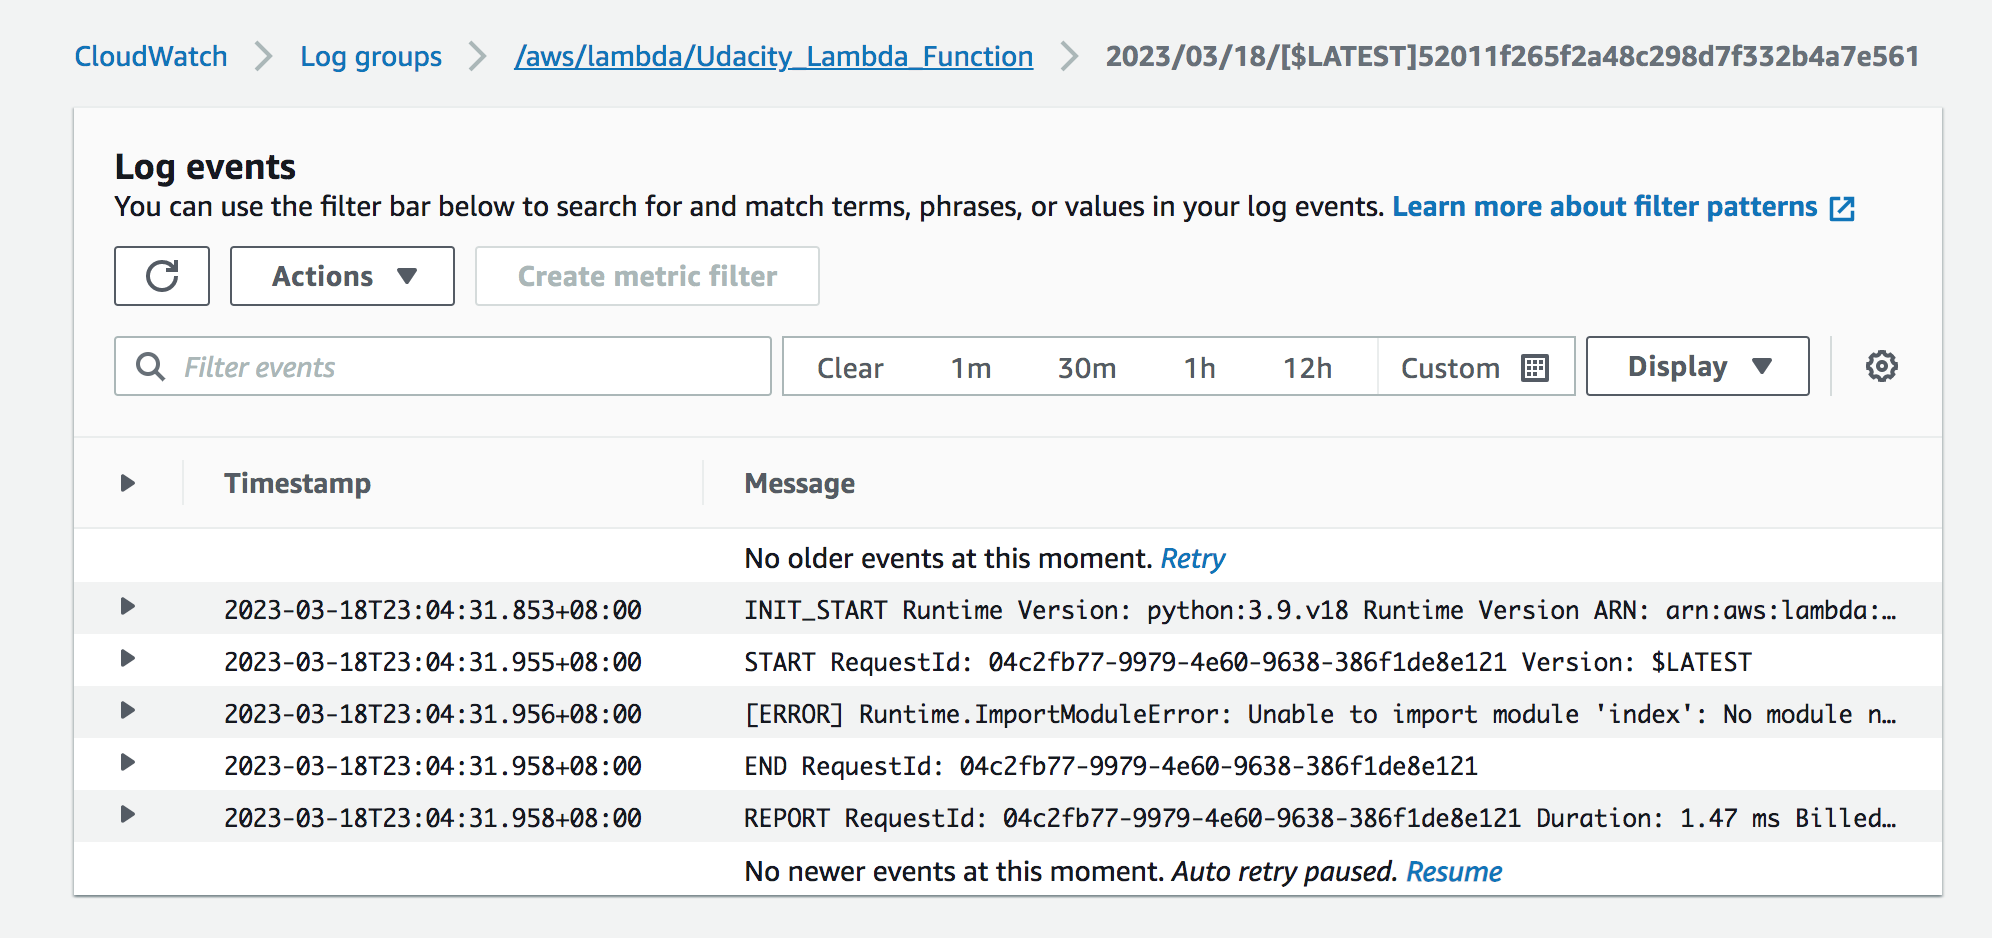 CloudWatch Log groups /aws/lambda/Udacity_Lambda_Function 2023/03/18/[$LATEST]52011f265f2a48c298d7f332b4a7e561
Log events
You can use the filter bar below to search for and match terms, phrases, or values in your log events. Learn more about filter patterns
Actions Create metric filter
Filter events Clear 1m 30m 1h 12h Custom Display
Timestamp Message
No older events at this moment. Retry
2023-03-18T23:04:31.853+08:00 INIT_START Runtime Version: python:3.9.v18 Runtime Version ARN: arn:aws:lambda:…
2023-03-18T23:04:31.955+08:00 START RequestId: 04c2fb77-9979-4e60-9638-386f1de8e121 Version: $LATEST
2023-03-18T23:04:31.956+08:00 [ERROR] Runtime.ImportModuleError: Unable to import module 'index': No module n…
2023-03-18T23:04:31.958+08:00 END RequestId: 04c2fb77-9979-4e60-9638-386f1de8e121
2023-03-18T23:04:31.958+08:00 REPORT RequestId: 04c2fb77-9979-4e60-9638-386f1de8e121 Duration: 1.47 ms Billed…
No newer events at this moment. Auto retry paused. Resume